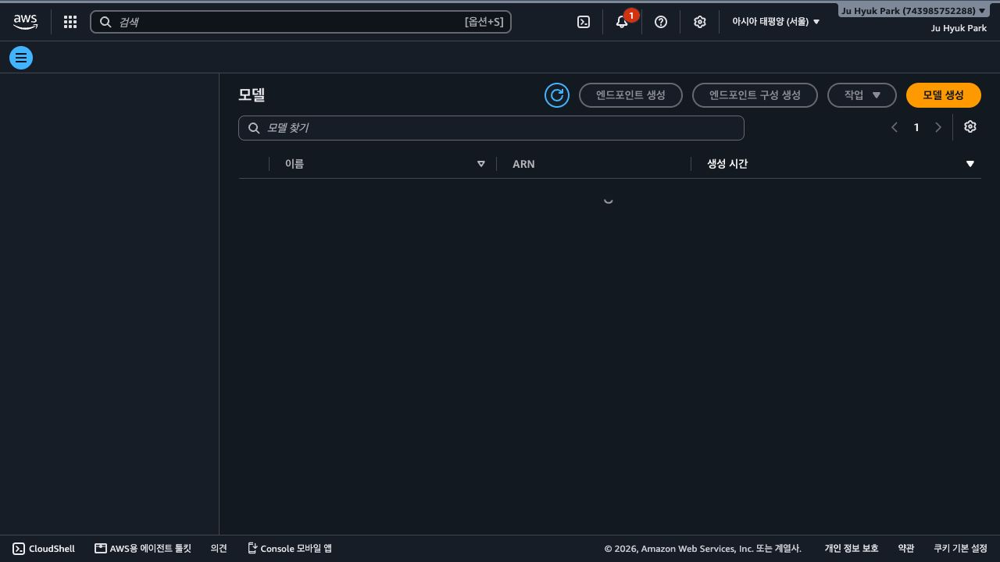 aws
검색
[옵션+S]
1
아시아 태평양 (서울)
Ju Hyuk Park (743985752288)
Ju Hyuk Park
모델
엔드포인트 생성
엔드포인트 구성 생성
작업
모델 생성
모델 찾기
1
이름
ARN
생성 시간
CloudShell
AWS용 에이전트 툴킷
의견
Console 모바일 앱
© 2026, Amazon Web Services, Inc. 또는 계열사.
개인 정보 보호
약관
쿠키 기본 설정